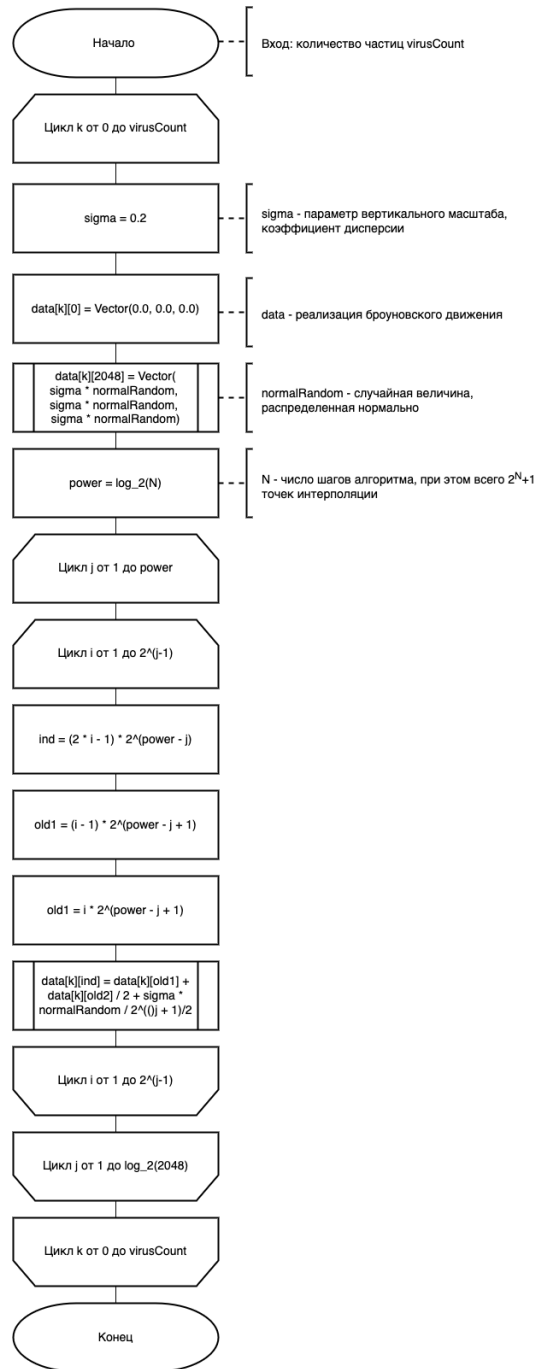 Начало
Вход: количество частиц virusCount
Цикл k от 0 до virusCount
sigma = 0.2
sigma - параметр вертикального масштаба,
коэффициент дисперсии
data[k][0] = Vector(0.0, 0.0, 0.0)
data - реализация броуновского движения
data[k][2048] = Vector(
sigma * normalRandom,
sigma * normalRandom,
sigma * normalRandom)
normalRandom - случайная величина,
распределенная нормально
power = log_2(N)
N - число шагов алгоритма, при этом всего 2^N+1
точек интерполяции
Цикл j от 1 до power
Цикл i от 1 до 2^(j-1)
ind = (2 * i - 1) * 2^(power - j)
old1 = (i - 1) * 2^(power - j + 1)
old1 = i * 2^(power - j + 1)
data[k][ind] = data[k][old1] +
data[k][old2] / 2 + sigma *
normalRandom / 2^(()j + 1)/2
Цикл i от 1 до 2^(j-1)
Цикл j от 1 до log_2(2048)
Цикл k от 0 до virusCount
Конец